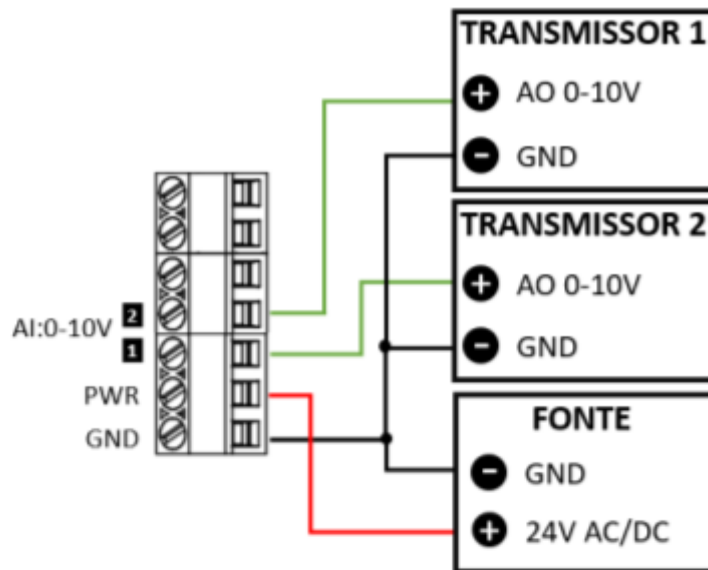 TRANSMISSOR 1
AO 0-10V
GND
TRANSMISSOR 2
AO 0-10V
GND
AI:0-10V
2
1
PWR
GND
FONTE
GND
24V AC/DC